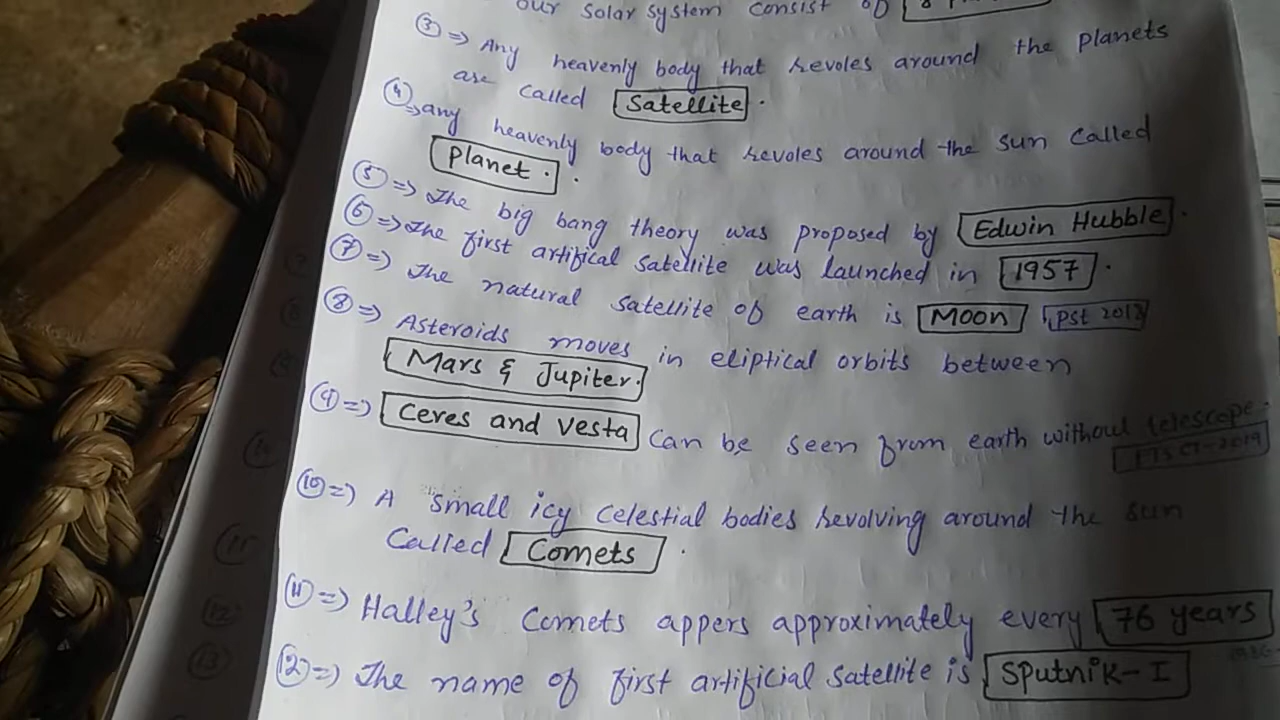 our solar system consist of 8
③ => Any heavenly body that revoles around the planets
are called Satellite.
④ => any heavenly body that revoles around the sun called
Planet.
⑤ => The big bang theory was proposed by Edwin Hubble.
⑥ => The first artifical satellite was launched in 1957.
⑦ => The natural satellite of earth is Moon PST 2018
⑧ => Asteroids moves in eliptical orbits between
Mars & Jupiter.
⑨ => Ceres and Vesta can be seen from earth without telescope.
CT-2019
⑩ => A small icy celestial bodies revolving around the sun
Called Comets.
⑪ => Halley's Comets appers approximately every 76 years
1986
⑫ => The name of first artificial satellite is Sputnik-I